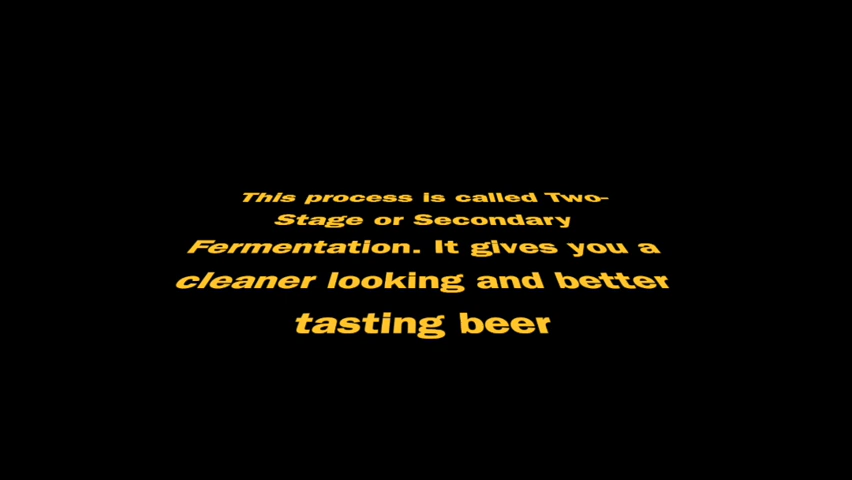 This process is called Two-
Stage or Secondary
Fermentation. It gives you a
cleaner looking and better
tasting beer